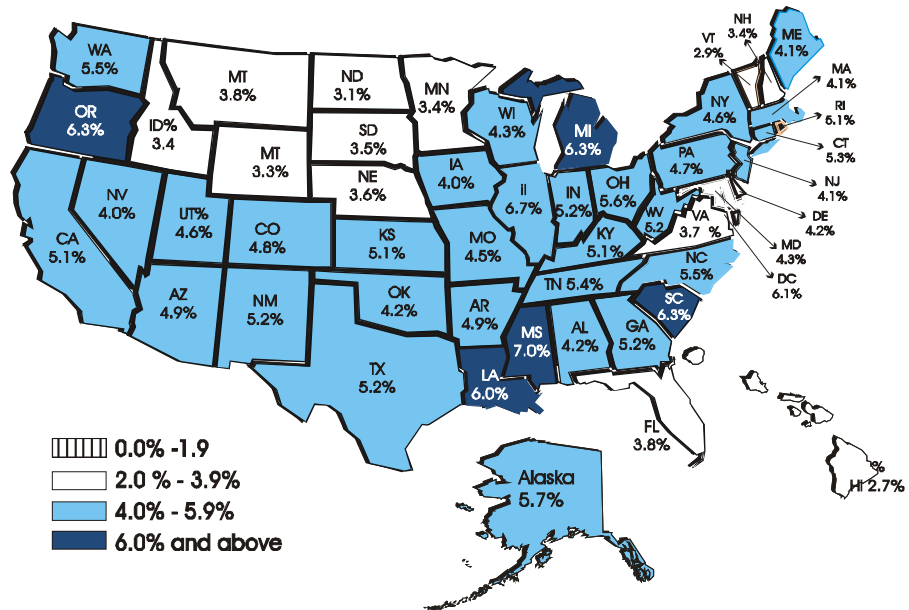 WA
5.5%
OR
6.3%
ID%
3.4
MT
3.8%
MT
3.3%
ND
3.1%
SD
3.5%
NE
3.6%
MN
3.4%
WI
4.3%
MI
6.3%
IA
4.0%
NV
4.0%
UT%
4.6%
CA
5.1%
CO
4.8%
KS
5.1%
MO
4.5%
Il
6.7%
IN
5.2%
OH
5.6%
WV
5.2
KY
5.1%
VA
3.7 %
PA
4.7%
NY
4.6%
VT
2.9%
NH
3.4%
ME
4.1%
MA
4.1%
RI
5.1%
CT
5.3%
NJ
4.1%
DE
4.2%
MD
4.3%
DC
6.1%
AZ
4.9%
NM
5.2%
OK
4.2%
AR
4.9%
TN 5.4%
NC
5.5%
SC
6.3%
TX
5.2%
LA
6.0%
MS
7.0%
AL
4.2%
GA
5.2%
FL
3.8%
Alaska
5.7%
%
HI 2.7%
0.0% -1.9
2.0 % - 3.9%
4.0% - 5.9%
6.0% and above